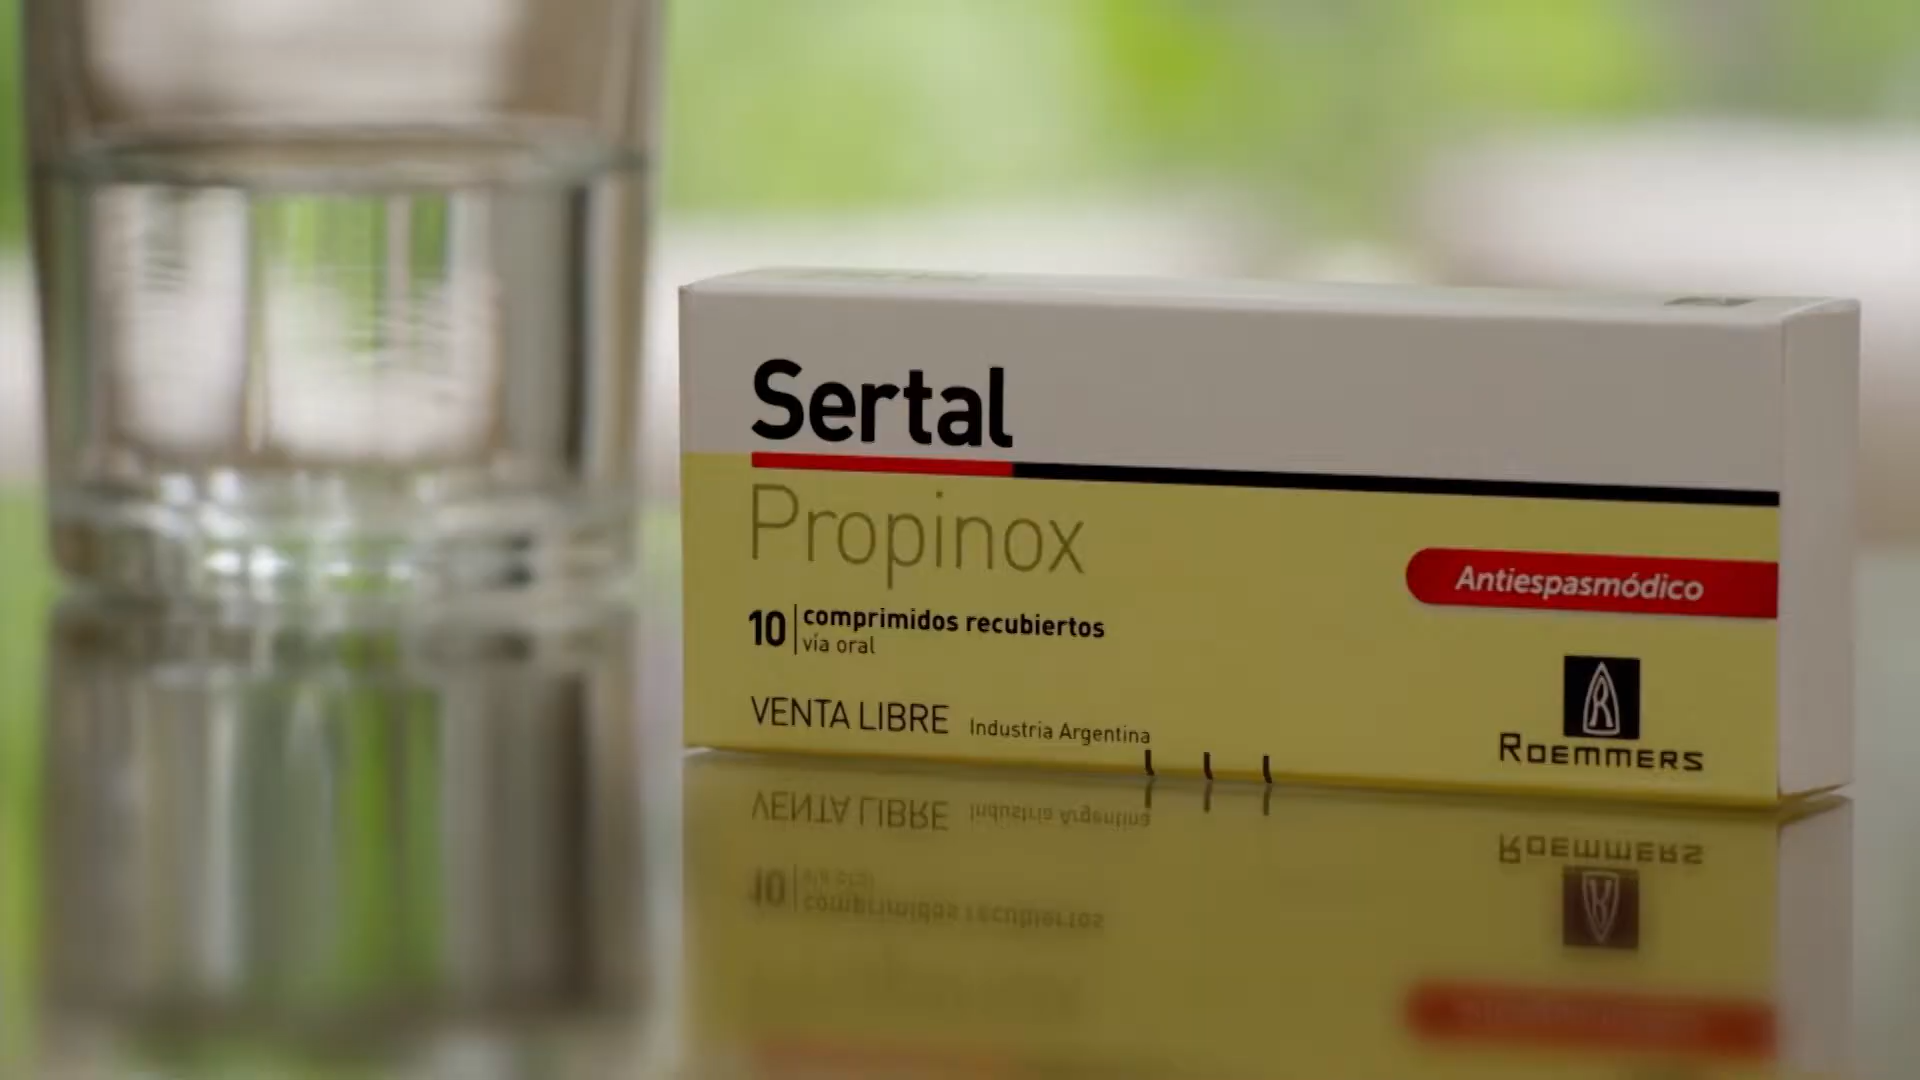 Sertal
Propinox
Antiespasmódico
10 comprimidos recubiertos
vía oral
VENTA LIBRE Industria Argentina
R
ROEMMERS